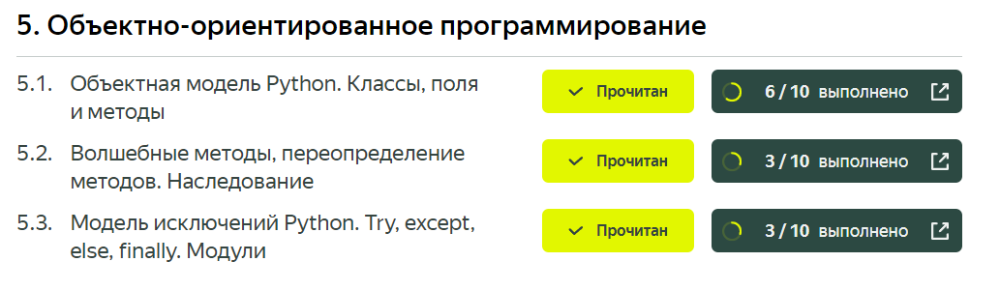 5. Объектно-ориентированное программирование
5.1. Объектная модель Python. Классы, поля и методы
Прочитан
6 / 10 выполнено
5.2. Волшебные методы, переопределение методов. Наследование
Прочитан
3 / 10 выполнено
5.3. Модель исключений Python. Try, except, else, finally. Модули
Прочитан
3 / 10 выполнено